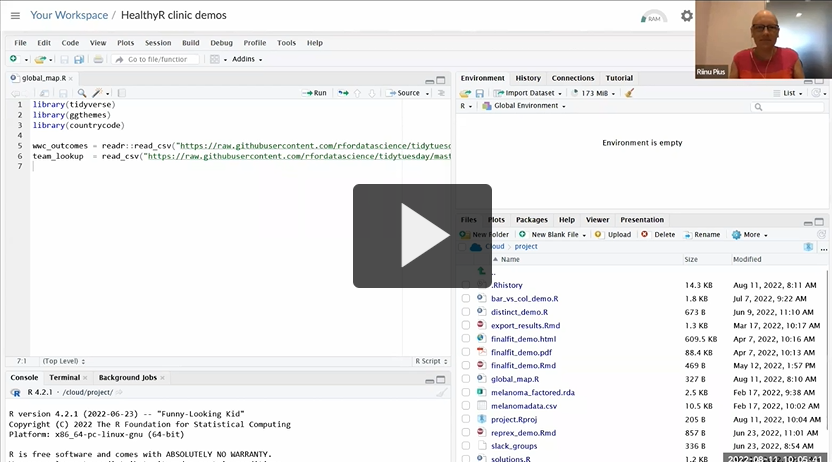 Your Workspace / HealthyR clinic demos
RAM
Riinu Pius
File Edit Code View Plots Session Build Debug Profile Tools Help
Go to file/function Addins
global_map.R
Run Source
1 library(tidyverse)
2 library(ggthemes)
3 library(countrycode)
4
5 wwc_outcomes = readr::read_csv("https://raw.githubusercontent.com/rfordatascience/tidytuesd
6 team_lookup = read_csv("https://raw.githubusercontent.com/rfordatascience/tidytuesday/mast
7
7:1 (Top Level) R Script
Console Terminal Background Jobs
R 4.2.1 · /cloud/project/
R version 4.2.1 (2022-06-23) -- "Funny-Looking Kid"
Copyright (C) 2022 The R Foundation for Statistical Computing
Platform: x86_64-pc-linux-gnu (64-bit)
R is free software and comes with ABSOLUTELY NO WARRANTY.
Environment History Connections Tutorial
Import Dataset 173 MiB List
R Global Environment
Environment is empty
Files Plots Packages Help Viewer Presentation
New Folder New Blank File Upload Delete Rename More
Cloud project
Name Size Modified
..
.Rhistory 14.3 KB Aug 11, 2022, 8:11 AM
bar_vs_col_demo.R 1.8 KB Jul 7, 2022, 9:22 AM
distinct_demo.R 673 B Jun 9, 2022, 11:10 AM
export_results.Rmd 1.3 KB Mar 17, 2022, 10:17 AM
finalfit_demo.html 609.5 KB Apr 7, 2022, 10:16 AM
finalfit_demo.pdf 88.4 KB Apr 7, 2022, 10:13 AM
finalfit_demo.Rmd 469 B May 12, 2022, 1:57 PM
global_map.R 327 B Aug 11, 2022, 8:10 AM
melanoma_factored.rda 2.5 KB Feb 17, 2022, 9:38 AM
melanomadata.csv 10.5 KB Feb 17, 2022, 10:02 AM
project.Rproj 205 B Aug 11, 2022, 10:04 AM
reprex_demo.Rmd 857 B Jun 23, 2022, 11:01 AM
slack_groups 336 B Jun 23, 2022, 8:54 AM
solutions.R 1.2 KB
2022-08-11 10:05:41